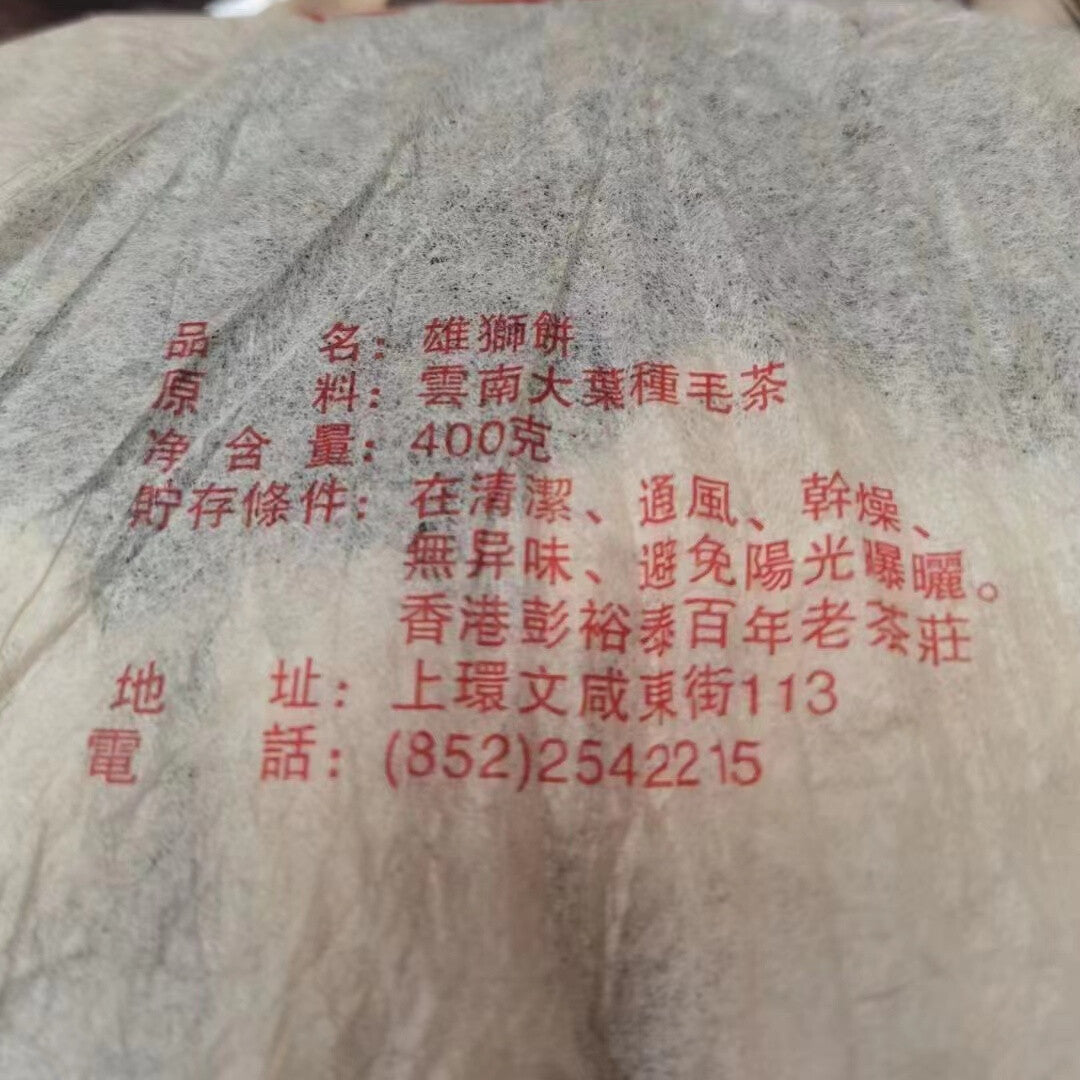 品名：雄獅餅
原料：雲南大葉種毛茶
净含量：400克
貯存條件：在清潔、通風、幹燥、
無异味、避免陽光曝曬。
香港彭裕泰百年老茶莊
地址：上環文咸東街113
電話：(852)2542215